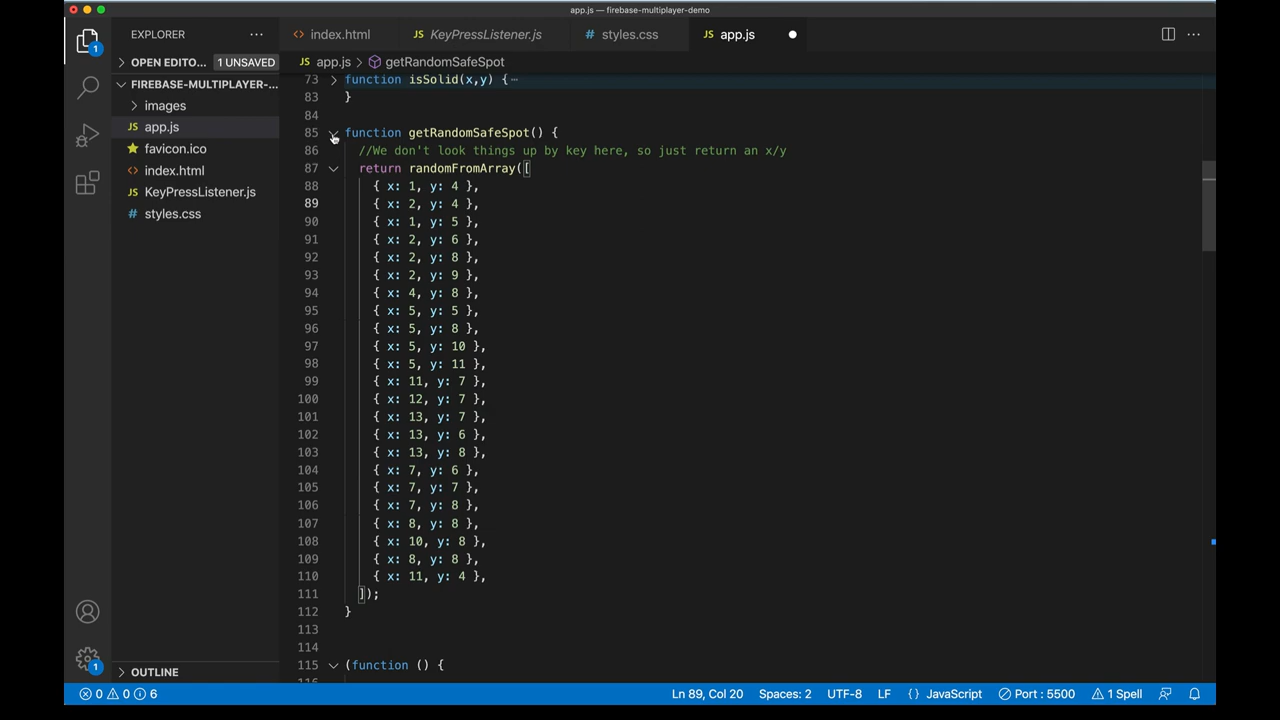 app.js — firebase-multiplayer-demo
EXPLORER
index.html
KeyPressListener.js
styles.css
app.js
OPEN EDITO... 1 UNSAVED
app.js > getRandomSafeSpot
FIREBASE-MULTIPLAYER-...
images
app.js
favicon.ico
index.html
KeyPressListener.js
styles.css
73 function isSolid(x,y) {
83 }
84
85 function getRandomSafeSpot() {
86 //We don't look things up by key here, so just return an x/y
87 return randomFromArray([
88 { x: 1, y: 4 },
89 { x: 2, y: 4 },
90 { x: 1, y: 5 },
91 { x: 2, y: 6 },
92 { x: 2, y: 8 },
93 { x: 2, y: 9 },
94 { x: 4, y: 8 },
95 { x: 5, y: 5 },
96 { x: 5, y: 8 },
97 { x: 5, y: 10 },
98 { x: 5, y: 11 },
99 { x: 11, y: 7 },
100 { x: 12, y: 7 },
101 { x: 13, y: 7 },
102 { x: 13, y: 6 },
103 { x: 13, y: 8 },
104 { x: 7, y: 6 },
105 { x: 7, y: 7 },
106 { x: 7, y: 8 },
107 { x: 8, y: 8 },
108 { x: 10, y: 8 },
109 { x: 8, y: 8 },
110 { x: 11, y: 4 },
111 ]);
112 }
113
114
115 (function () {
OUTLINE
0 0 6 Ln 89, Col 20 Spaces: 2 UTF-8 LF {} JavaScript Port : 5500 1 Spell